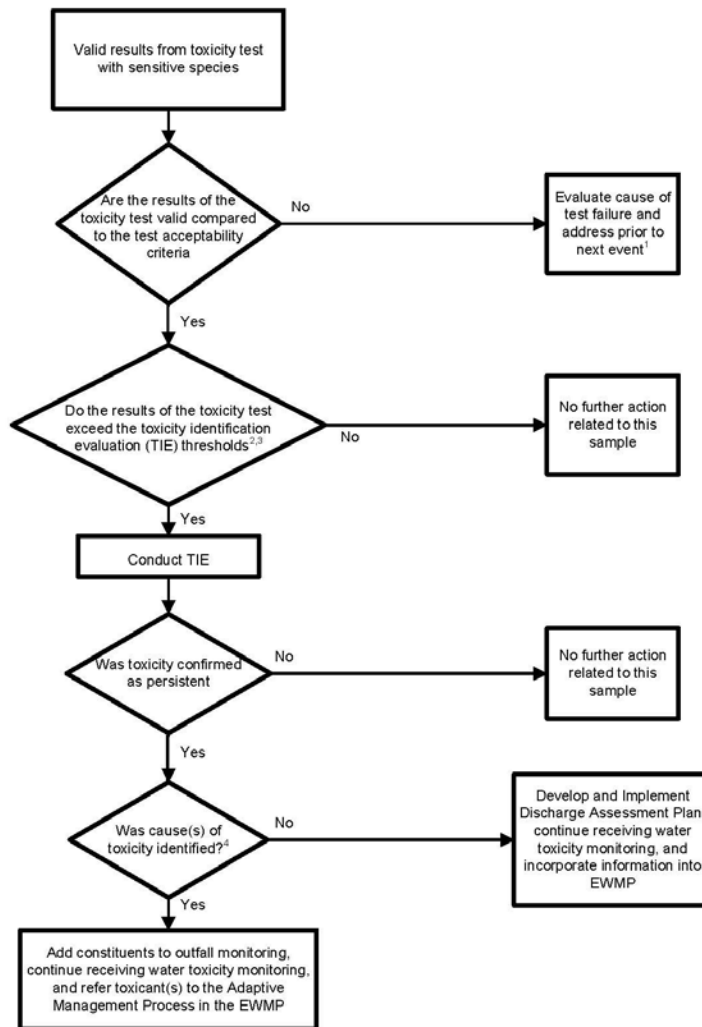 Valid results from toxicity test
with sensitive species
Are the results of the
toxicity test valid compared
to the test acceptability
criteria
No
Evaluate cause of
test failure and
address prior to
next event¹
Yes
Do the results of the toxicity test
exceed the toxicity identification
evaluation (TIE) thresholds²,³
No
No further action
related to this
sample
Yes
Conduct TIE
Was toxicity confirmed
as persistent
No
No further action
related to this
sample
Yes
Was cause(s) of
toxicity identified?⁴
No
Develop and Implement
Discharge Assessment Plan
continue receiving water
toxicity monitoring, and
incorporate information into
EWMP
Yes
Add constituents to outfall monitoring,
continue receiving water toxicity monitoring,
and refer toxicant(s) to the Adaptive
Management Process in the EWMP